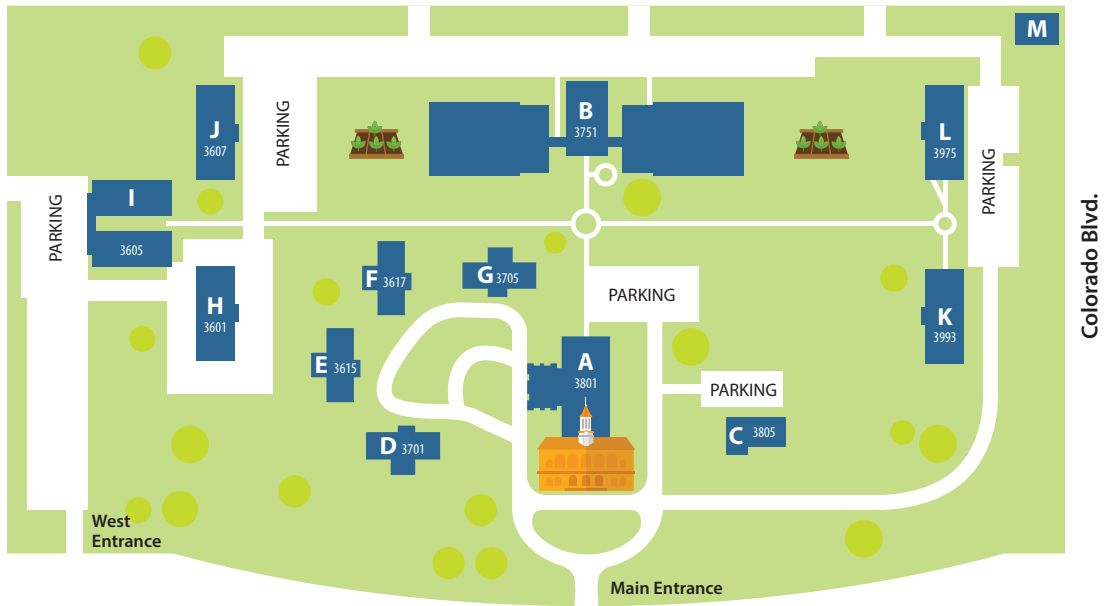 M
B
3751
J
3607
PARKING
L
3975
PARKING
I
3605
PARKING
Colorado Blvd.
F 3617
G 3705
PARKING
H
3601
K
3993
E 3615
A
3801
PARKING
C 3805
D 3701
West
Entrance
Main Entrance